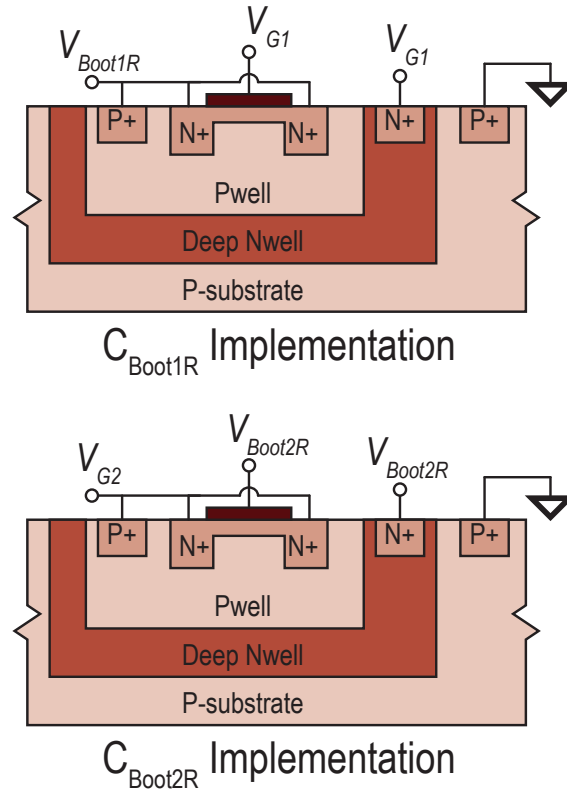 V_G1
V_Boot1R V_G1
P+ N+ N+ N+ P+
Pwell
Deep Nwell
P-substrate
C_Boot1R Implementation
V_Boot2R
V_G2 V_Boot2R
P+ N+ N+ N+ P+
Pwell
Deep Nwell
P-substrate
C_Boot2R Implementation